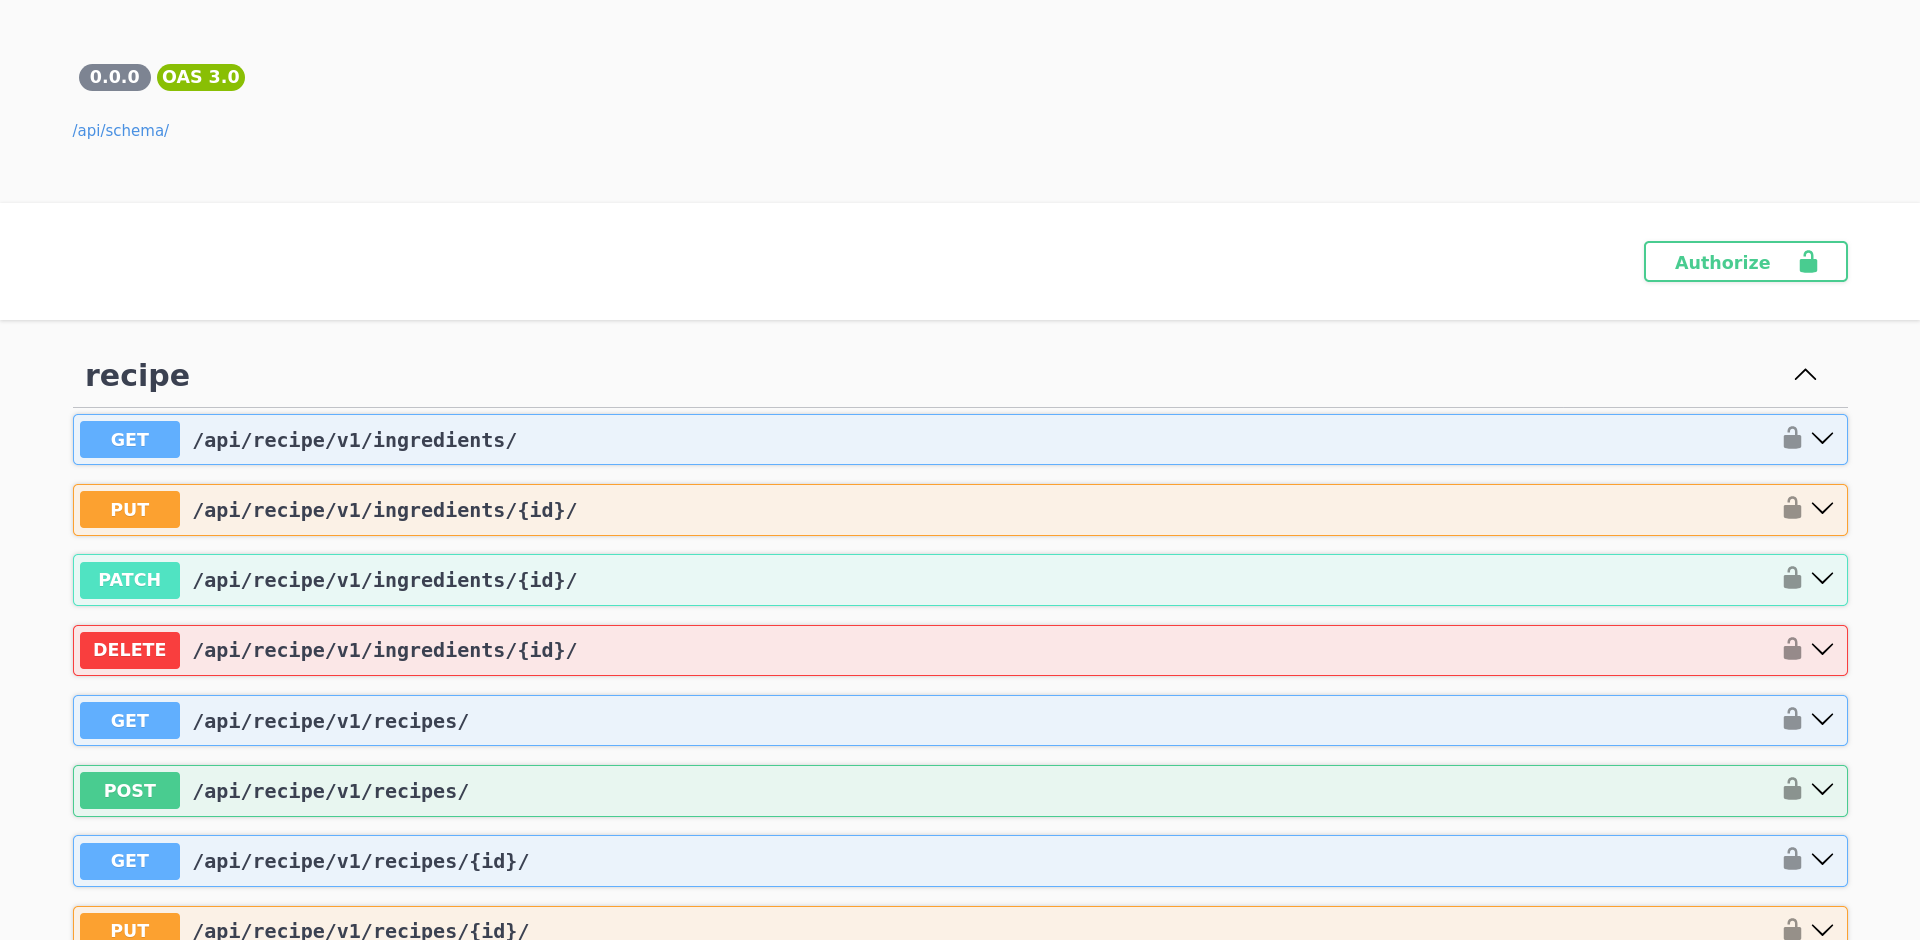 0.0.0 OAS 3.0
/api/schema/
Authorize
recipe
GET /api/recipe/v1/ingredients/
PUT /api/recipe/v1/ingredients/{id}/
PATCH /api/recipe/v1/ingredients/{id}/
DELETE /api/recipe/v1/ingredients/{id}/
GET /api/recipe/v1/recipes/
POST /api/recipe/v1/recipes/
GET /api/recipe/v1/recipes/{id}/
PUT /api/recipe/v1/recipes/{id}/